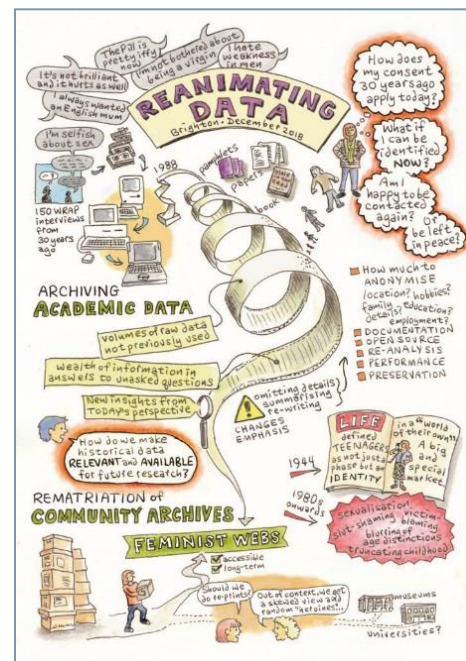 The Pill is
pretty iffy
now
I'm not bothered about
being a virgin
I hate
weakness
in men
It's not brilliant
and it hurts as well
I always wanted
an English mum
I'm selfish
about sex
REANIMATING
DATA
Brighton • December 2018
How does
my consent
30 years ago
apply today?
What if
I can be
identified
NOW?
Am I
happy to be
contacted
again?
Or
be left
in peace?
1988
pamphlets
papers
book
150 WRAP
interviews
from
30 years
ago
ARCHIVING
ACADEMIC DATA
volumes of raw data
not previously used
wealth of information in
answers to unasked questions
New insights from
TODAY's
perspective
How do we make
historical data
RELEVANT and AVAILABLE
for future research?
omitting details
summarising
re-writing
CHANGES
EMPHASIS
How much to
ANONYMISE
location? hobbies?
family details? education?
employment?
DOCUMENTATION
OPEN SOURCE
RE-ANALYSIS
PERFORMANCE
PRESERVATION
1944
LIFE
defined
TEENAGERS
as not just a
phase but an
IDENTITY
in a "world
of their own"
A big
and
special
market
1980s
onwards
sexualisation
victim
slut-shaming
blaming
blurring of
age distinctions
truncating childhood
REMATRIATION of
COMMUNITY ARCHIVES
FEMINIST WEBS
accessible
long-term
Should we
do re-prints?
Out of context, we get
a skewed view and
random "heroines"...
museums
universities?